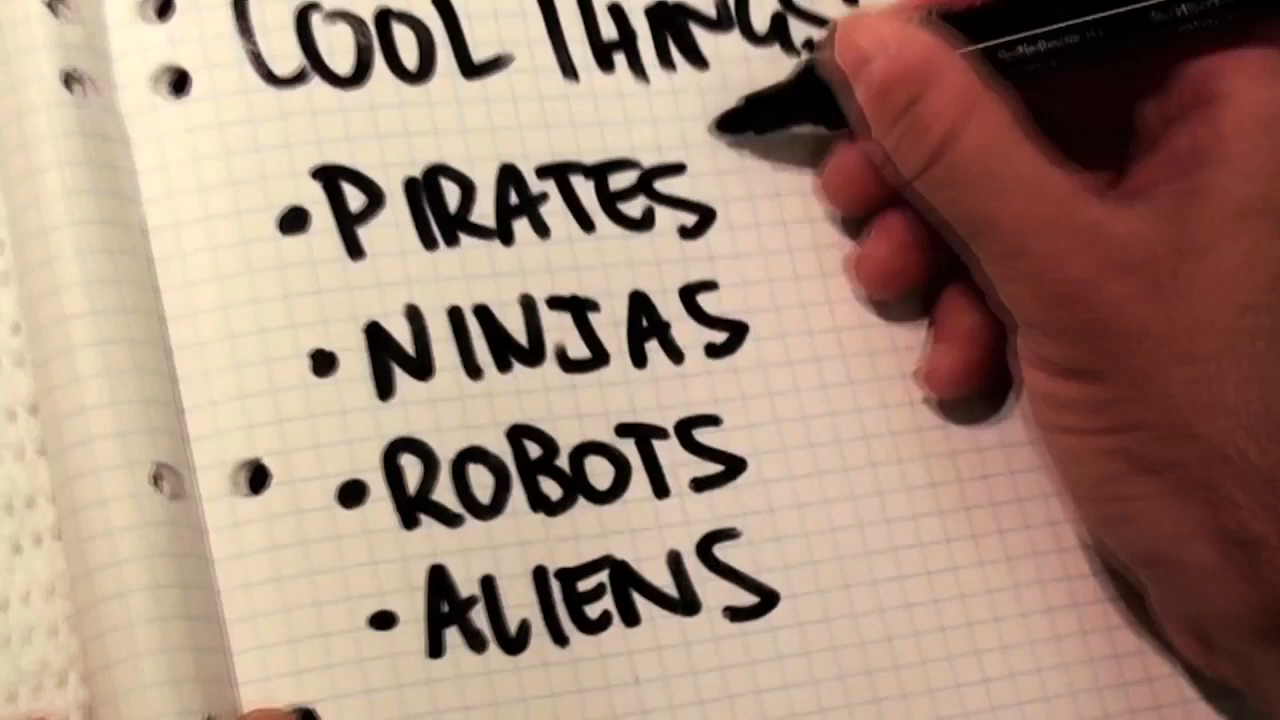 COOL THINGS
• PIRATES
• NINJAS
• ROBOTS
• ALIENS